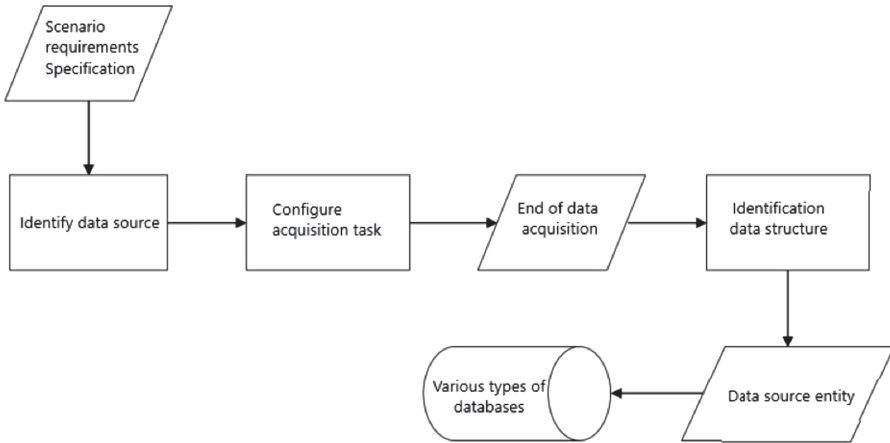 Scenario
requirements
Specification
Identify data source
Configure
acquisition task
End of data
acquisition
Identification
data structure
Various types of
databases
Data source entity